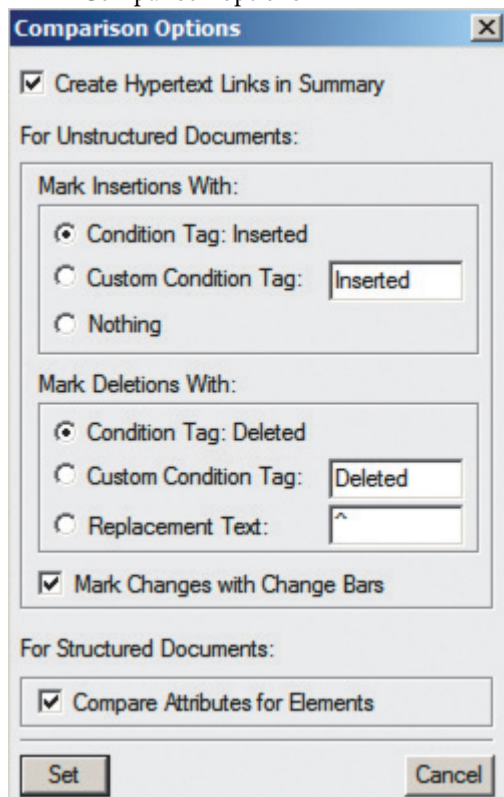 Comparison Options
Create Hypertext Links in Summary
For Unstructured Documents:
Mark Insertions With:
Condition Tag: Inserted
Custom Condition Tag: Inserted
Nothing
Mark Deletions With:
Condition Tag: Deleted
Custom Condition Tag: Deleted
Replacement Text: ^
Mark Changes with Change Bars
For Structured Documents:
Compare Attributes for Elements
Set Cancel